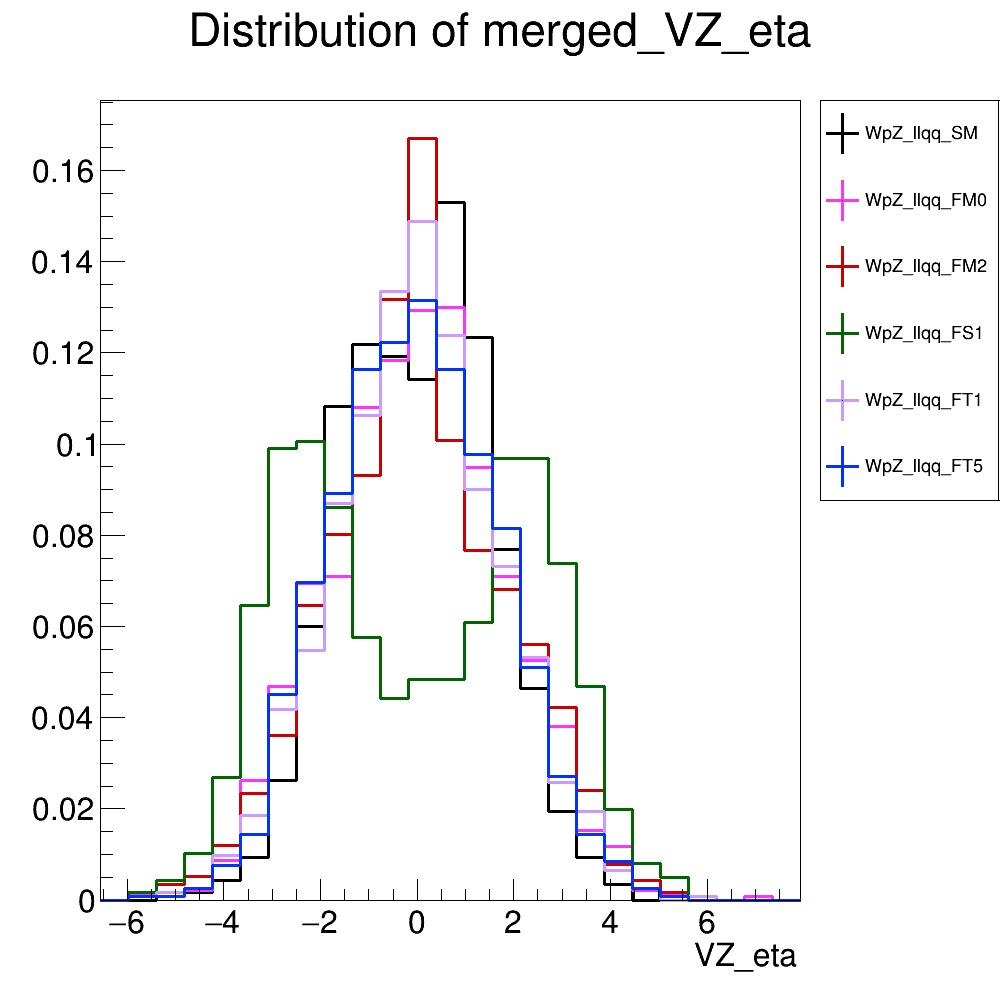 Distribution of merged_VZ_eta
WpZ_llqq_SM
WpZ_llqq_FM0
WpZ_llqq_FM2
WpZ_llqq_FS1
WpZ_llqq_FT1
WpZ_llqq_FT5
0.16
0.14
0.12
0.1
0.08
0.06
0.04
0.02
0
−6 −4 −2 0 2 4 6
VZ_eta